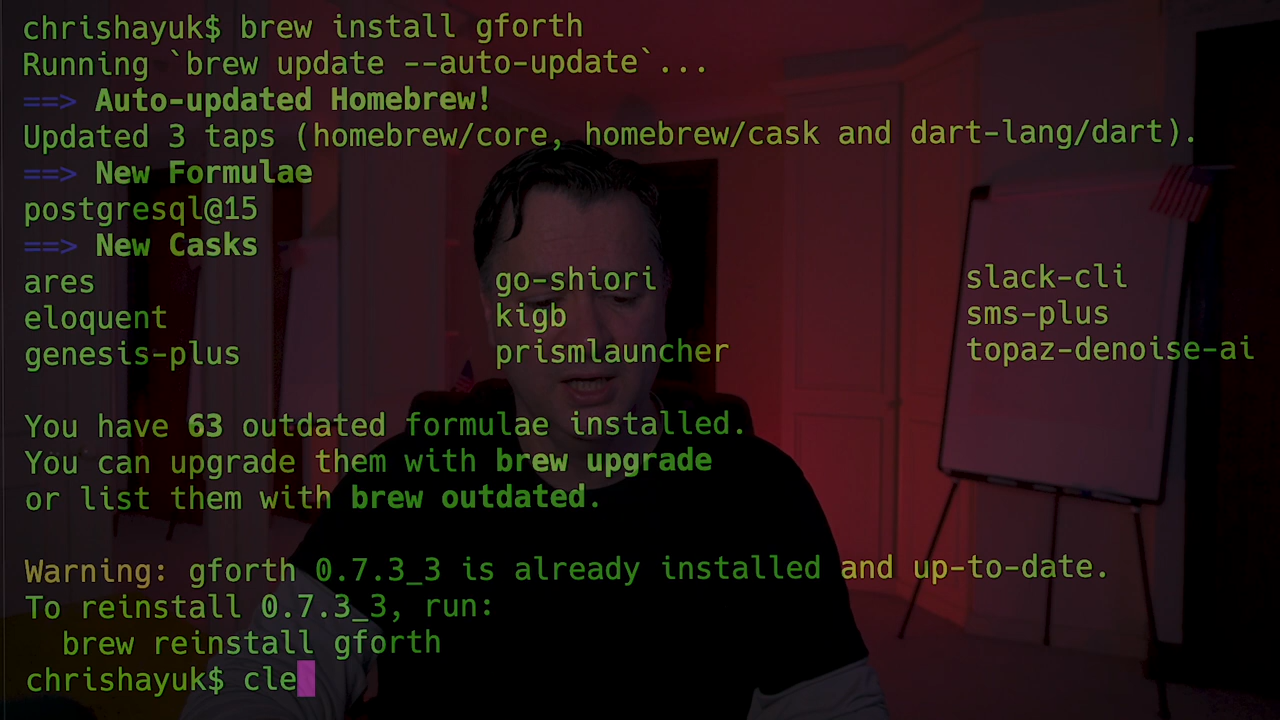 chrishayuk$ brew install gforth
Running `brew update --auto-update`...
==> Auto-updated Homebrew!
Updated 3 taps (homebrew/core, homebrew/cask and dart-lang/dart).
==> New Formulae
postgresql@15
==> New Casks
ares go-shiori slack-cli
eloquent kigb sms-plus
genesis-plus prismlauncher topaz-denoise-ai
You have 63 outdated formulae installed.
You can upgrade them with brew upgrade
or list them with brew outdated.
Warning: gforth 0.7.3_3 is already installed and up-to-date.
To reinstall 0.7.3_3, run:
brew reinstall gforth
chrishayuk$ cle